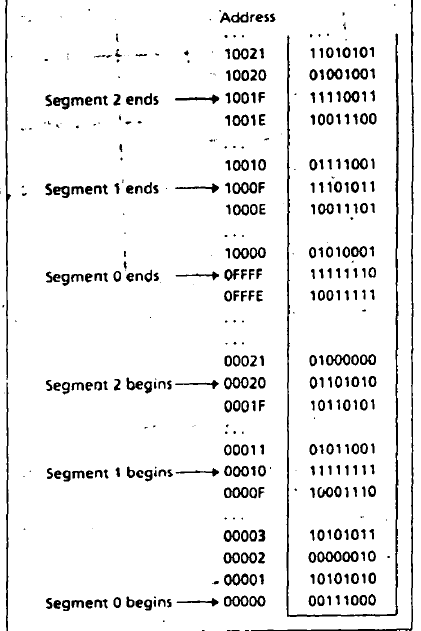 Address
...
10021 11010101
10020 01001001
Segment 2 ends 1001F 11110011
1001E 10011100
...
10010 01111001
Segment 1 ends 1000F 11101011
1000E 10011101
...
10000 01010001
Segment 0 ends 0FFFF 11111110
0FFFE 10011111
...
...
00021 01000000
Segment 2 begins 00020 01101010
0001F 10110101
...
00011 01011001
Segment 1 begins 00010 11111111
0000F 10001110
...
00003 10101011
00002 00000010
00001 10101010
Segment 0 begins 00000 00111000